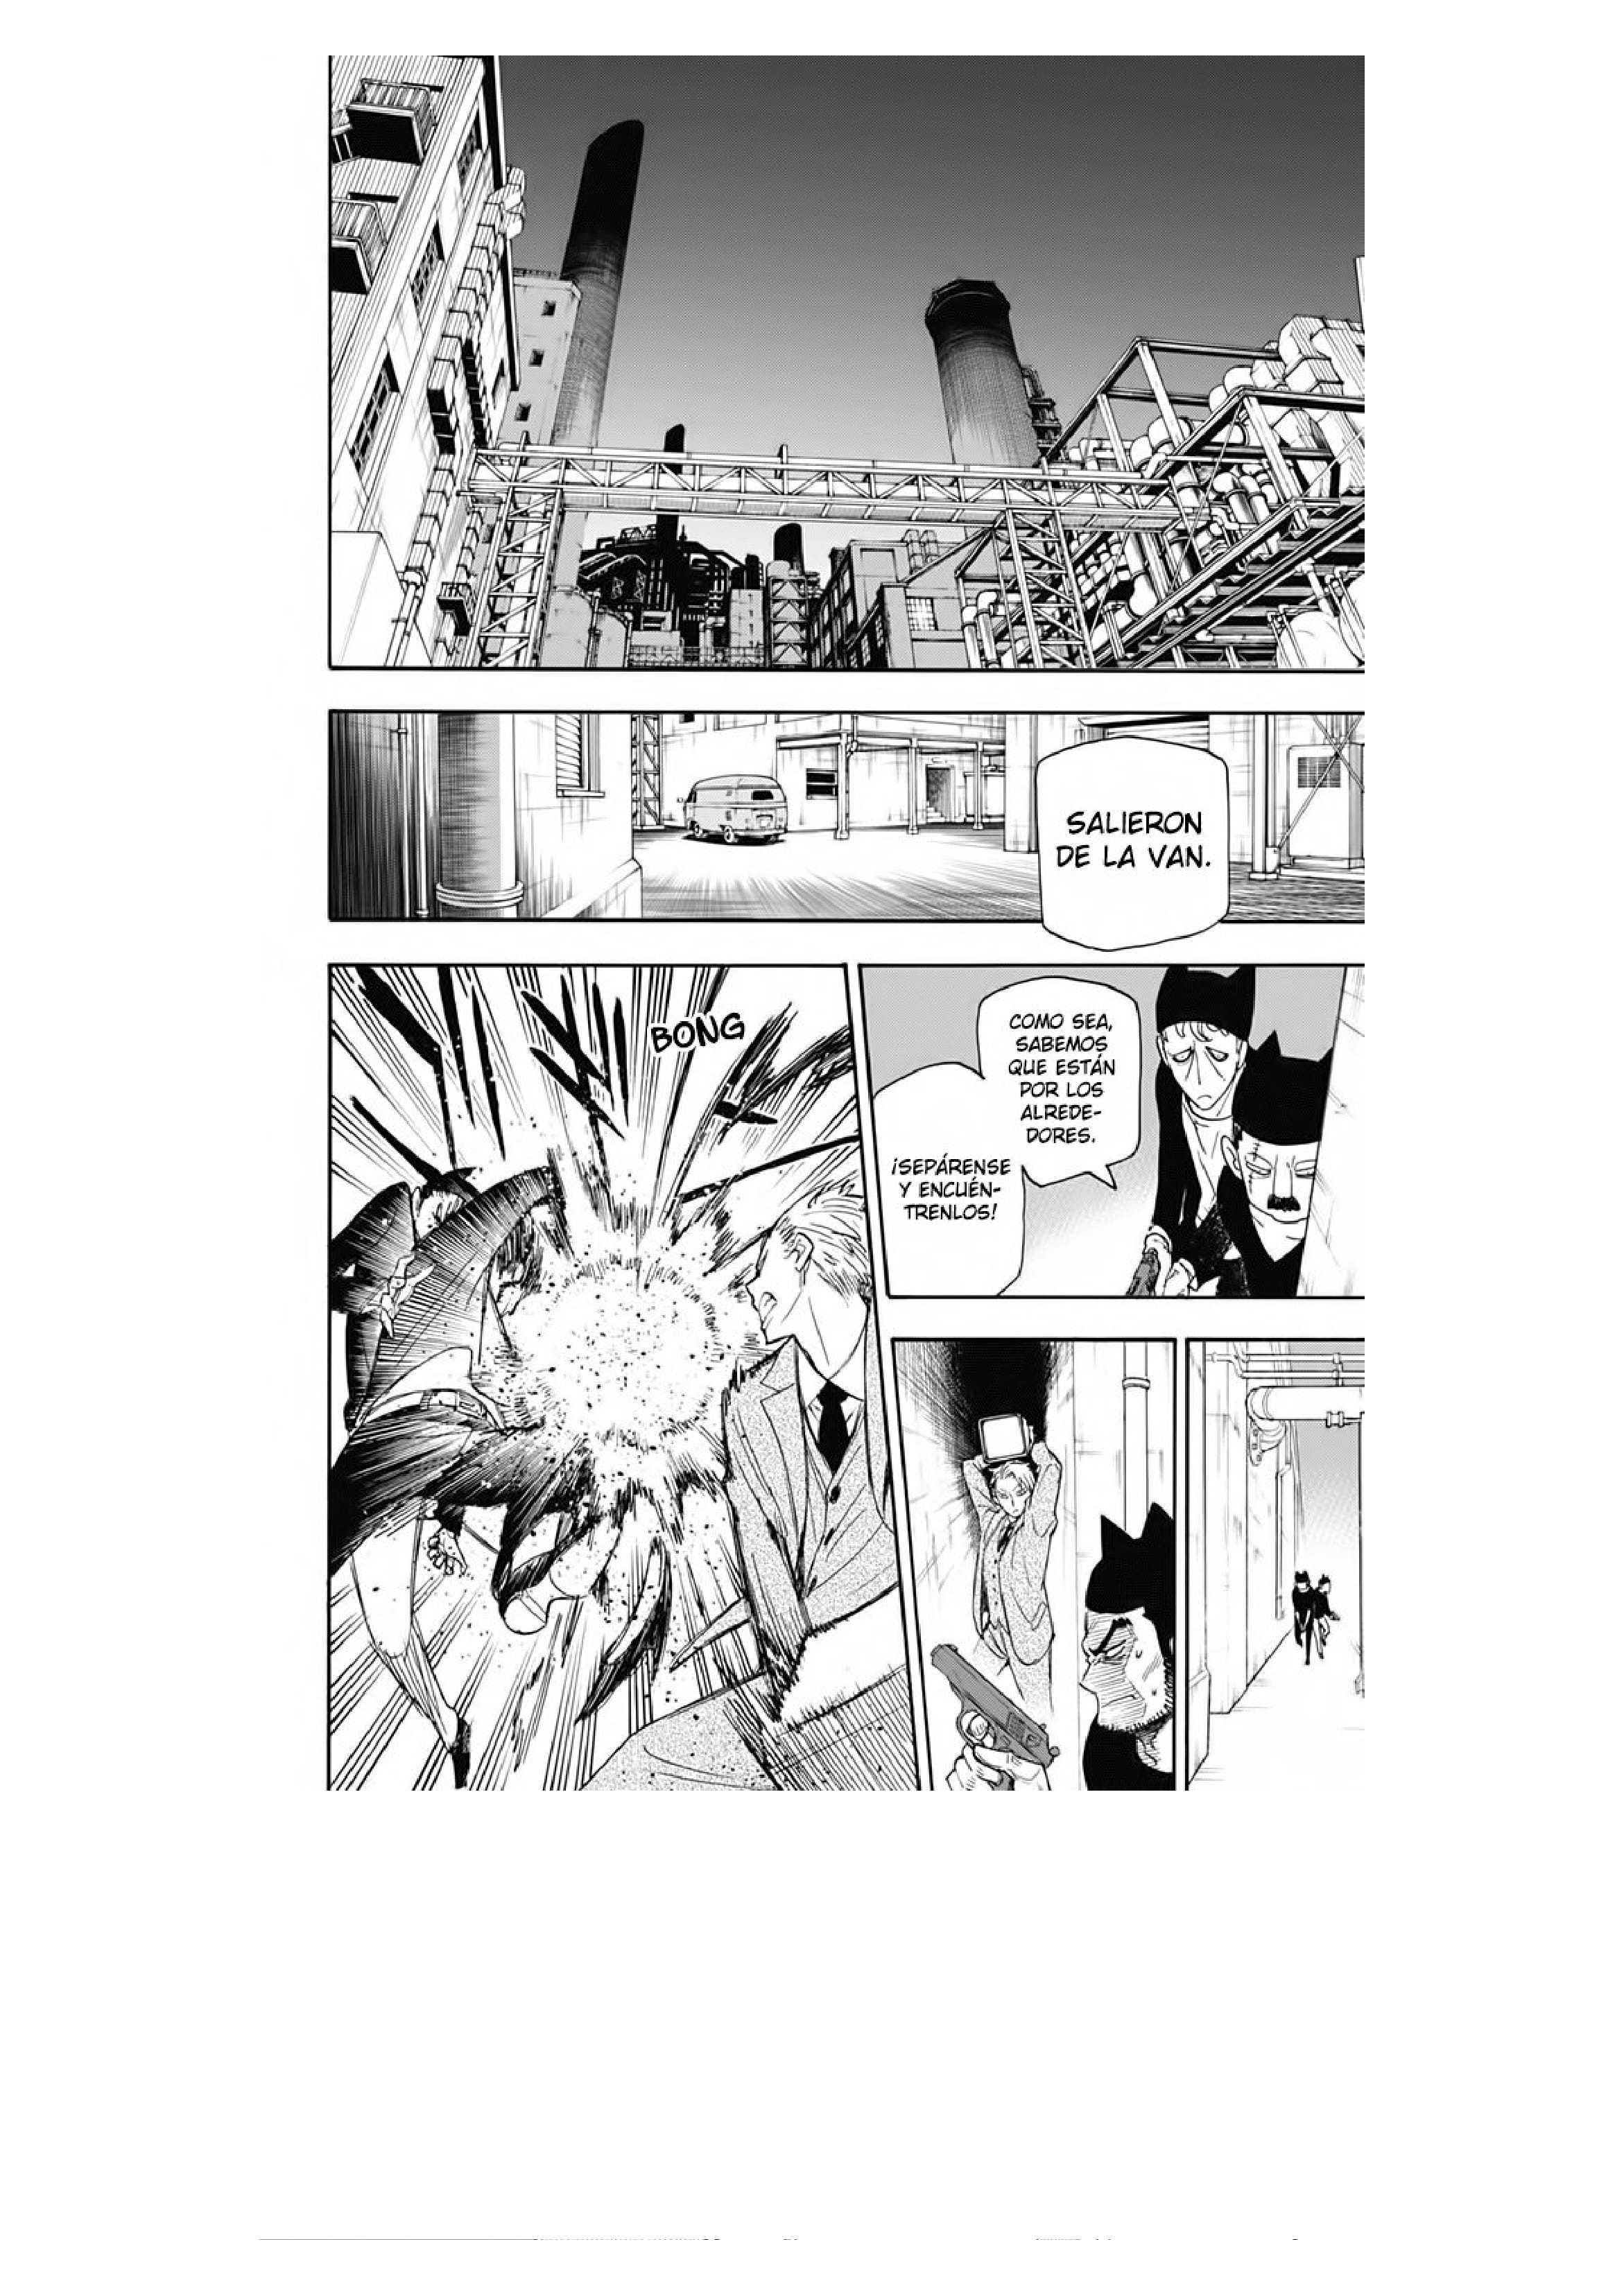 SALIERON
DE LA VAN.
COMO SEA,
SABEMOS
QUE ESTÁN
POR LOS
ALREDE-
DORES.
¡SEPÁRENSE
Y ENCUÉN-
TRENLOS!
BONG